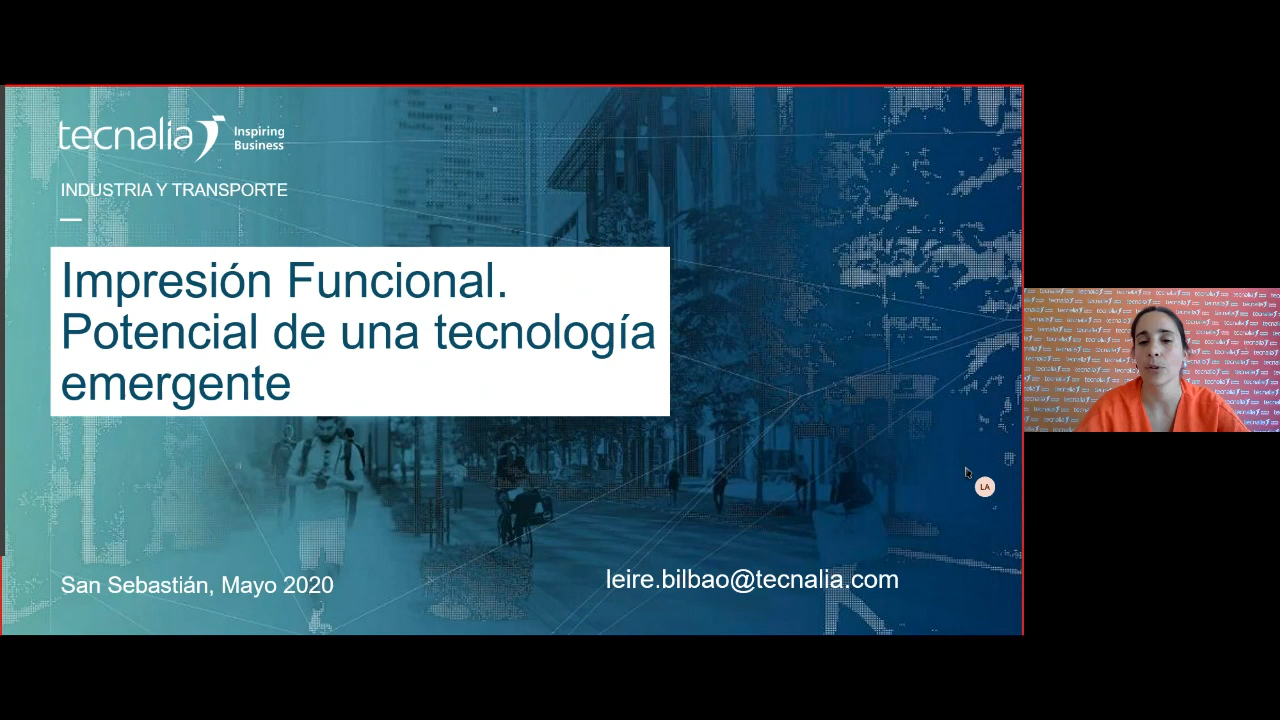 tecnalia Inspiring
Business
INDUSTRIA Y TRANSPORTE
Impresión Funcional.
Potencial de una tecnología
emergente
San Sebastián, Mayo 2020
leire.bilbao@tecnalia.com
LA